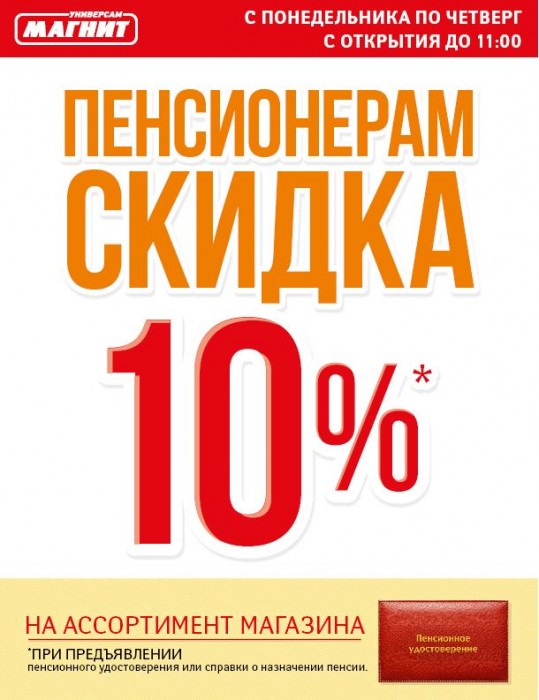 УНИВЕРСАМ
МАГНИТ
С ПОНЕДЕЛЬНИКА ПО ЧЕТВЕРГ
С ОТКРЫТИЯ ДО 11:00
ПЕНСИОНЕРАМ
СКИДКА
10%*
НА АССОРТИМЕНТ МАГАЗИНА
*ПРИ ПРЕДЪЯВЛЕНИИ
пенсионного удостоверения или справки о назначении пенсии.
Пенсионное
удостоверение